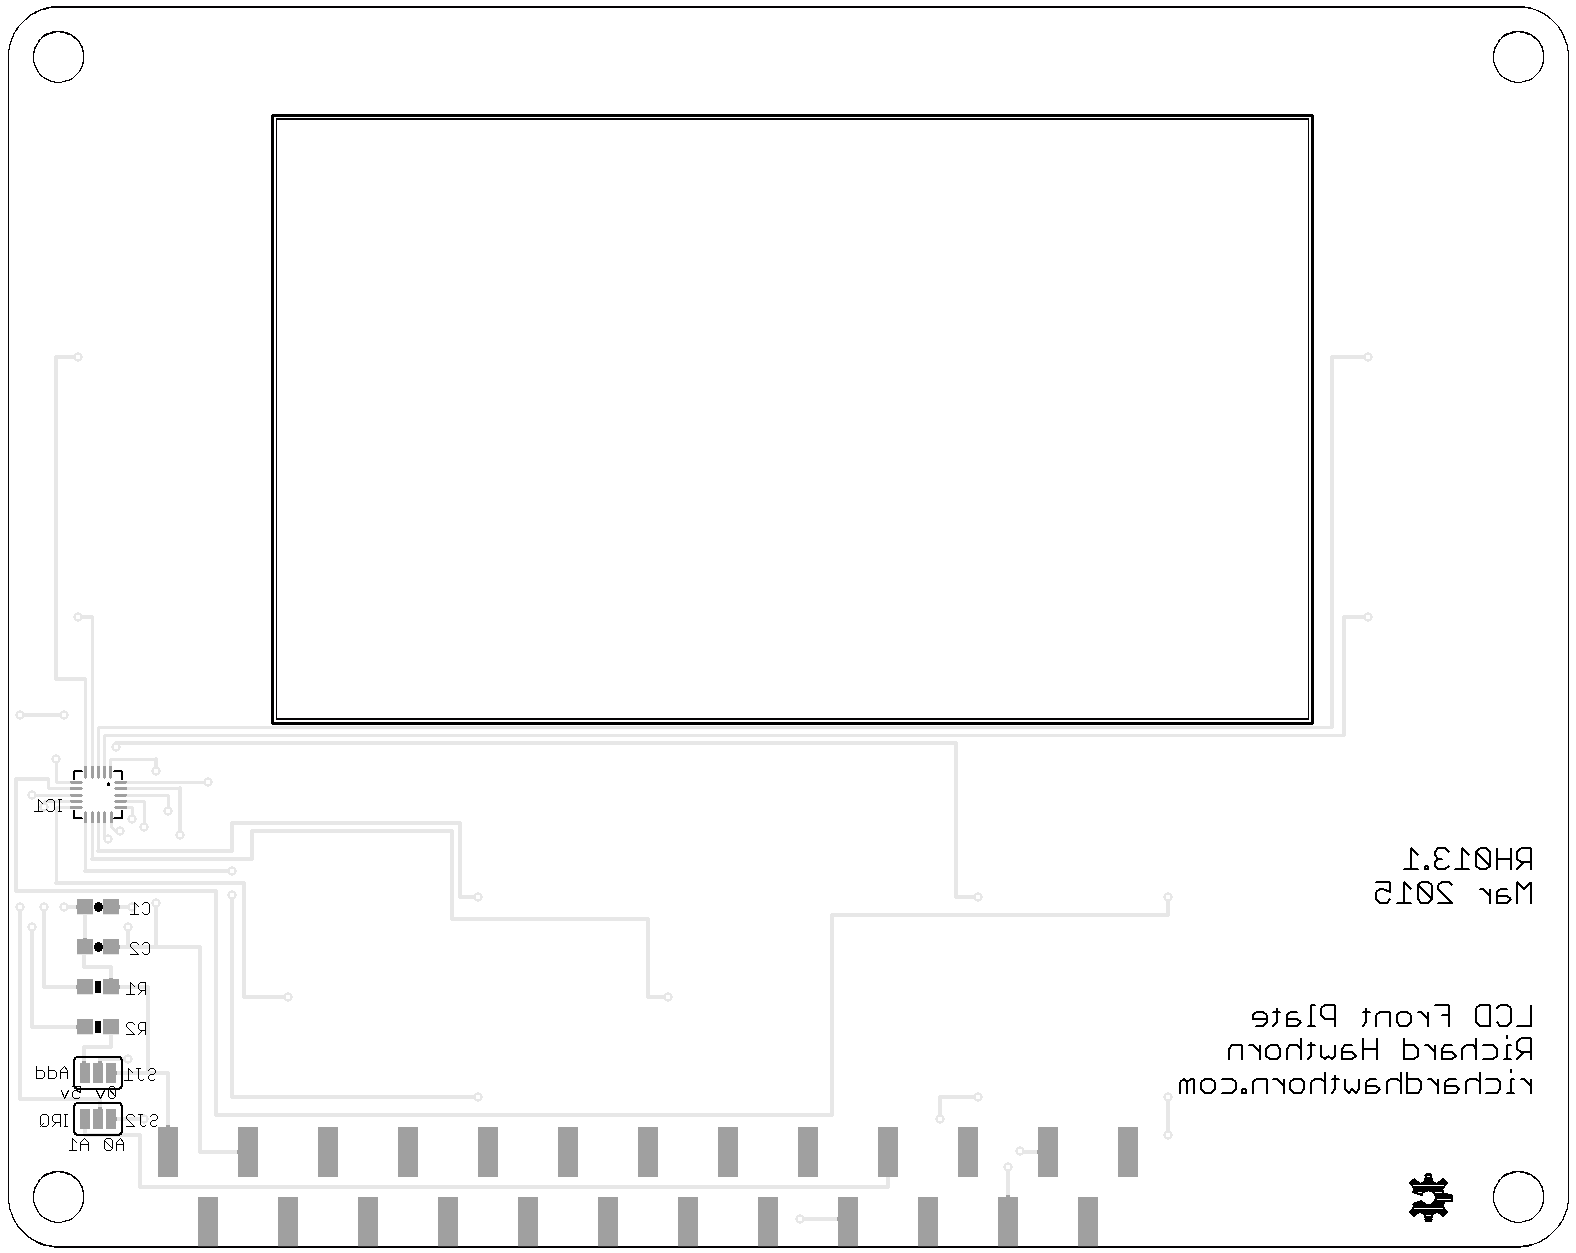 IC1
RH013.1
Mar 2015
C1
C2
R1
R2
LCD Front Plate
Richard Hawthorn
richardhawthorn.com
Add
SJ1
0v 5v
IRQ
SJ2
A0 A1